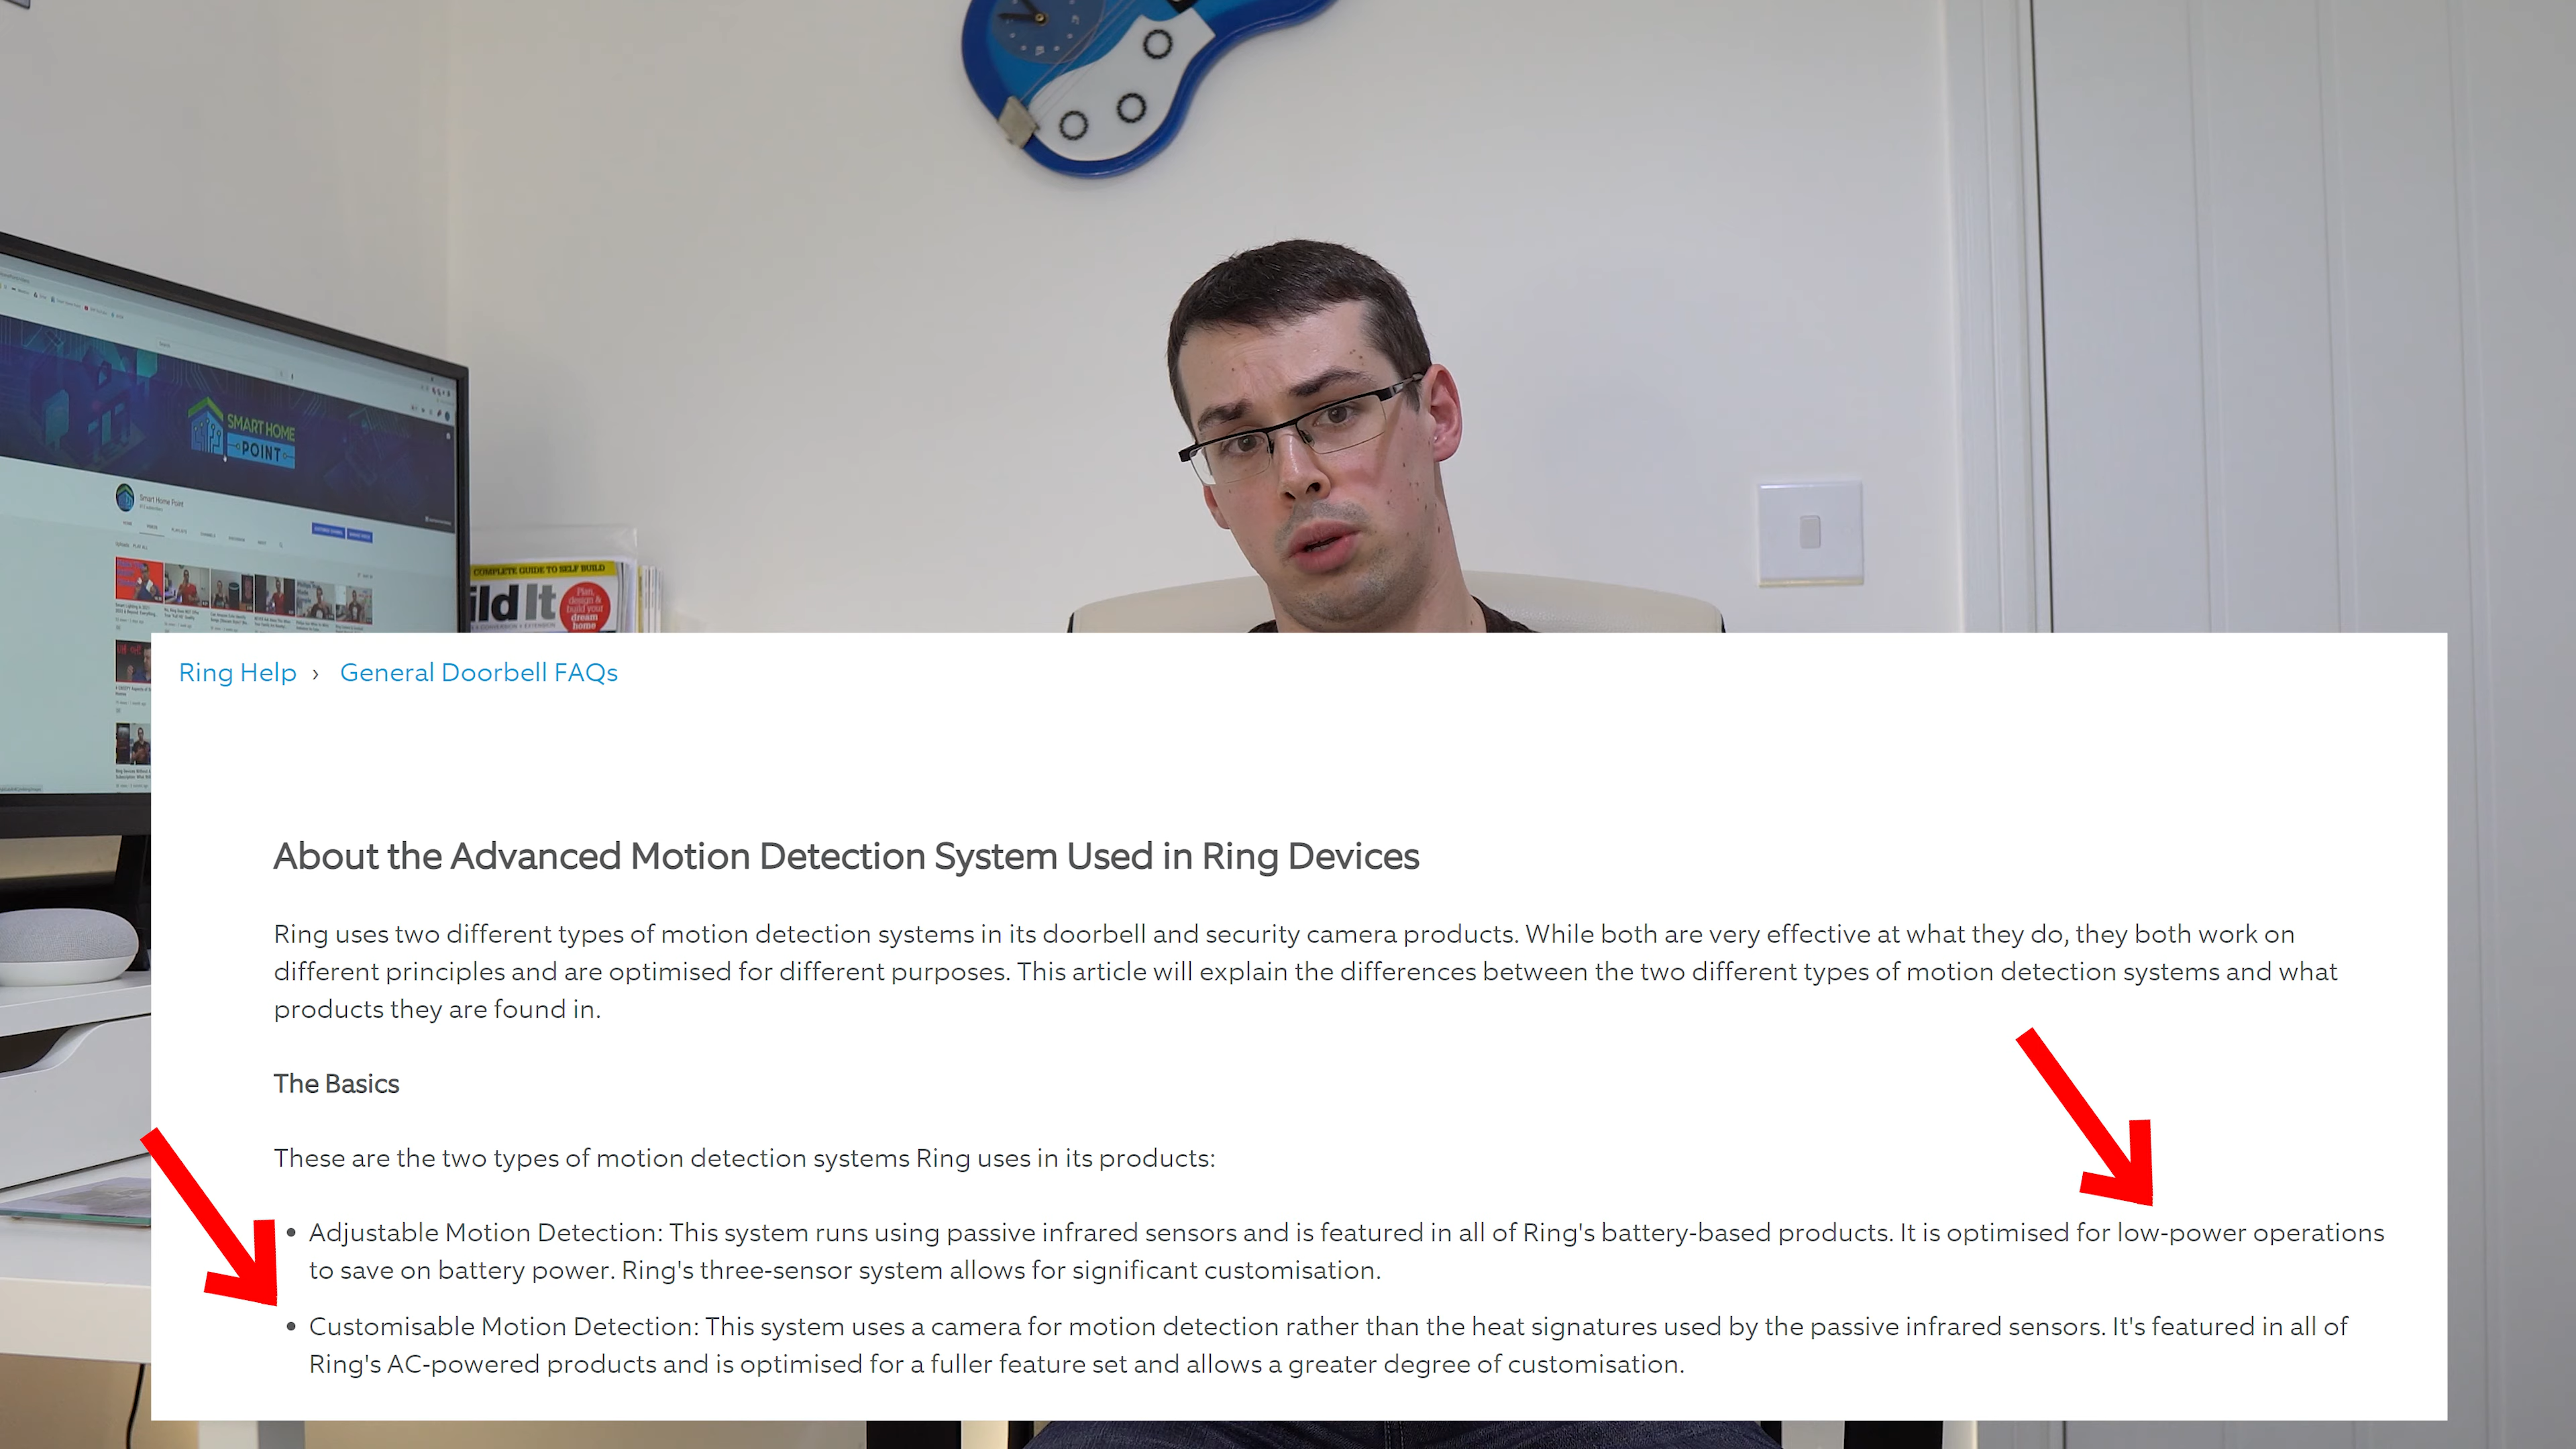 SMART HOME
POINT
Smart Home Point
COMPLETE GUIDE TO SELF BUILD
ild It
Plan,
design &
build your
dream
home
Ring Help › General Doorbell FAQs
About the Advanced Motion Detection System Used in Ring Devices
Ring uses two different types of motion detection systems in its doorbell and security camera products. While both are very effective at what they do, they both work on
different principles and are optimised for different purposes. This article will explain the differences between the two different types of motion detection systems and what
products they are found in.
The Basics
These are the two types of motion detection systems Ring uses in its products:
• Adjustable Motion Detection: This system runs using passive infrared sensors and is featured in all of Ring's battery-based products. It is optimised for low-power operations
to save on battery power. Ring's three-sensor system allows for significant customisation.
• Customisable Motion Detection: This system uses a camera for motion detection rather than the heat signatures used by the passive infrared sensors. It's featured in all of
Ring's AC-powered products and is optimised for a fuller feature set and allows a greater degree of customisation.